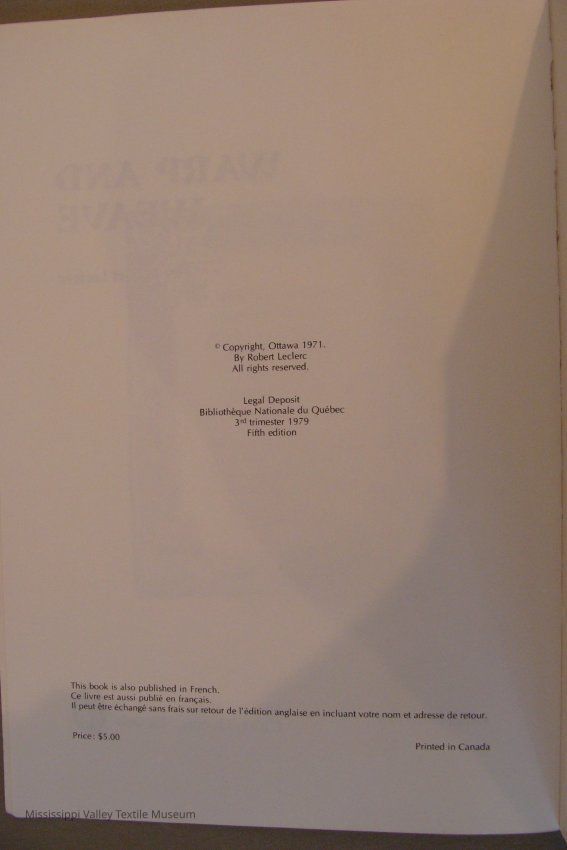 WARP AND
WEAVE
© Copyright, Ottawa 1971.
By Robert Leclerc
All rights reserved.
Legal Deposit
Bibliothèque Nationale du Québec
3rd trimester 1979
Fifth edition
This book is also published in French.
Ce livre est aussi publié en français.
Il peut être échangé sans frais sur retour de l'édition anglaise en incluant votre nom et adresse de retour.
Price: $5.00
Printed in Canada
Mississippi Valley Textile Museum